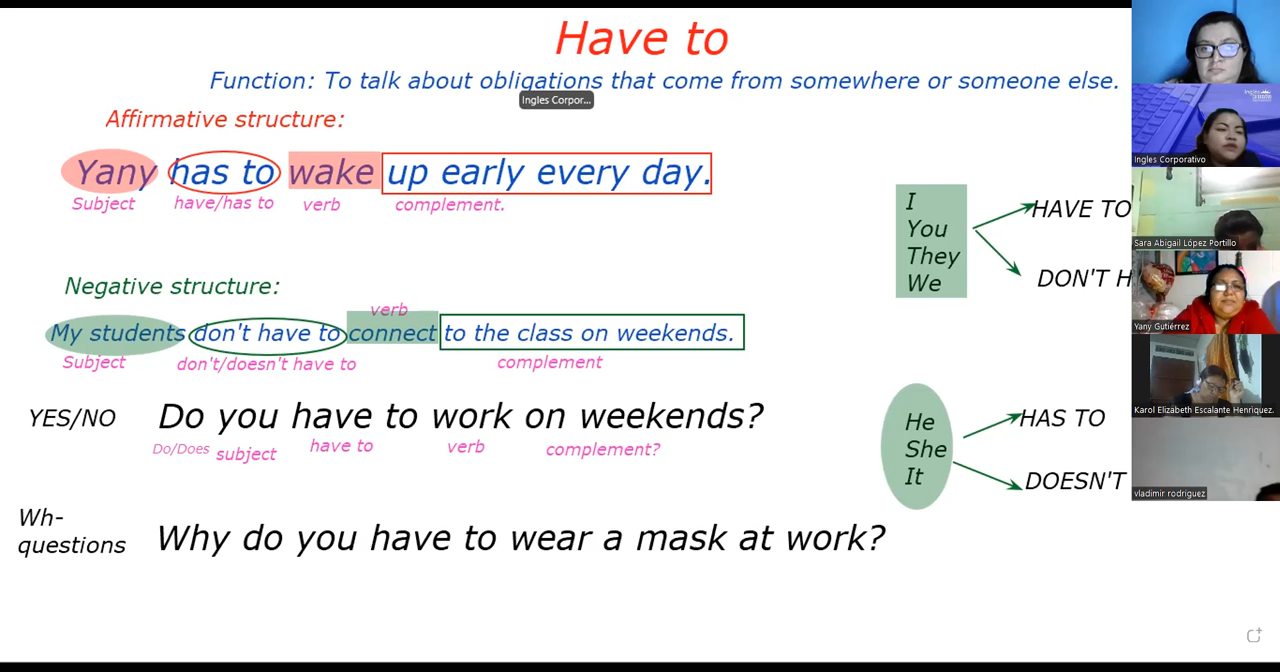 Have to
Function: To talk about obligations that come from somewhere or someone else.
Ingles Corpor...
Affirmative structure:
Yany has to wake up early every day.
Subject have/has to verb complement.
I
You
They
We
HAVE TO
DON'T H
Negative structure:
verb
My students don't have to connect to the class on weekends.
Subject don't/doesn't have to complement
YES/NO Do you have to work on weekends?
Do/Does subject have to verb complement?
He
She
It
HAS TO
DOESN'T
Wh-
questions
Why do you have to wear a mask at work?
Ingles Corporativo
Sara Abigail López Portillo
Yany Gutiérrez
Karol Elizabeth Escalante Henriquez.
vladimir rodriguez